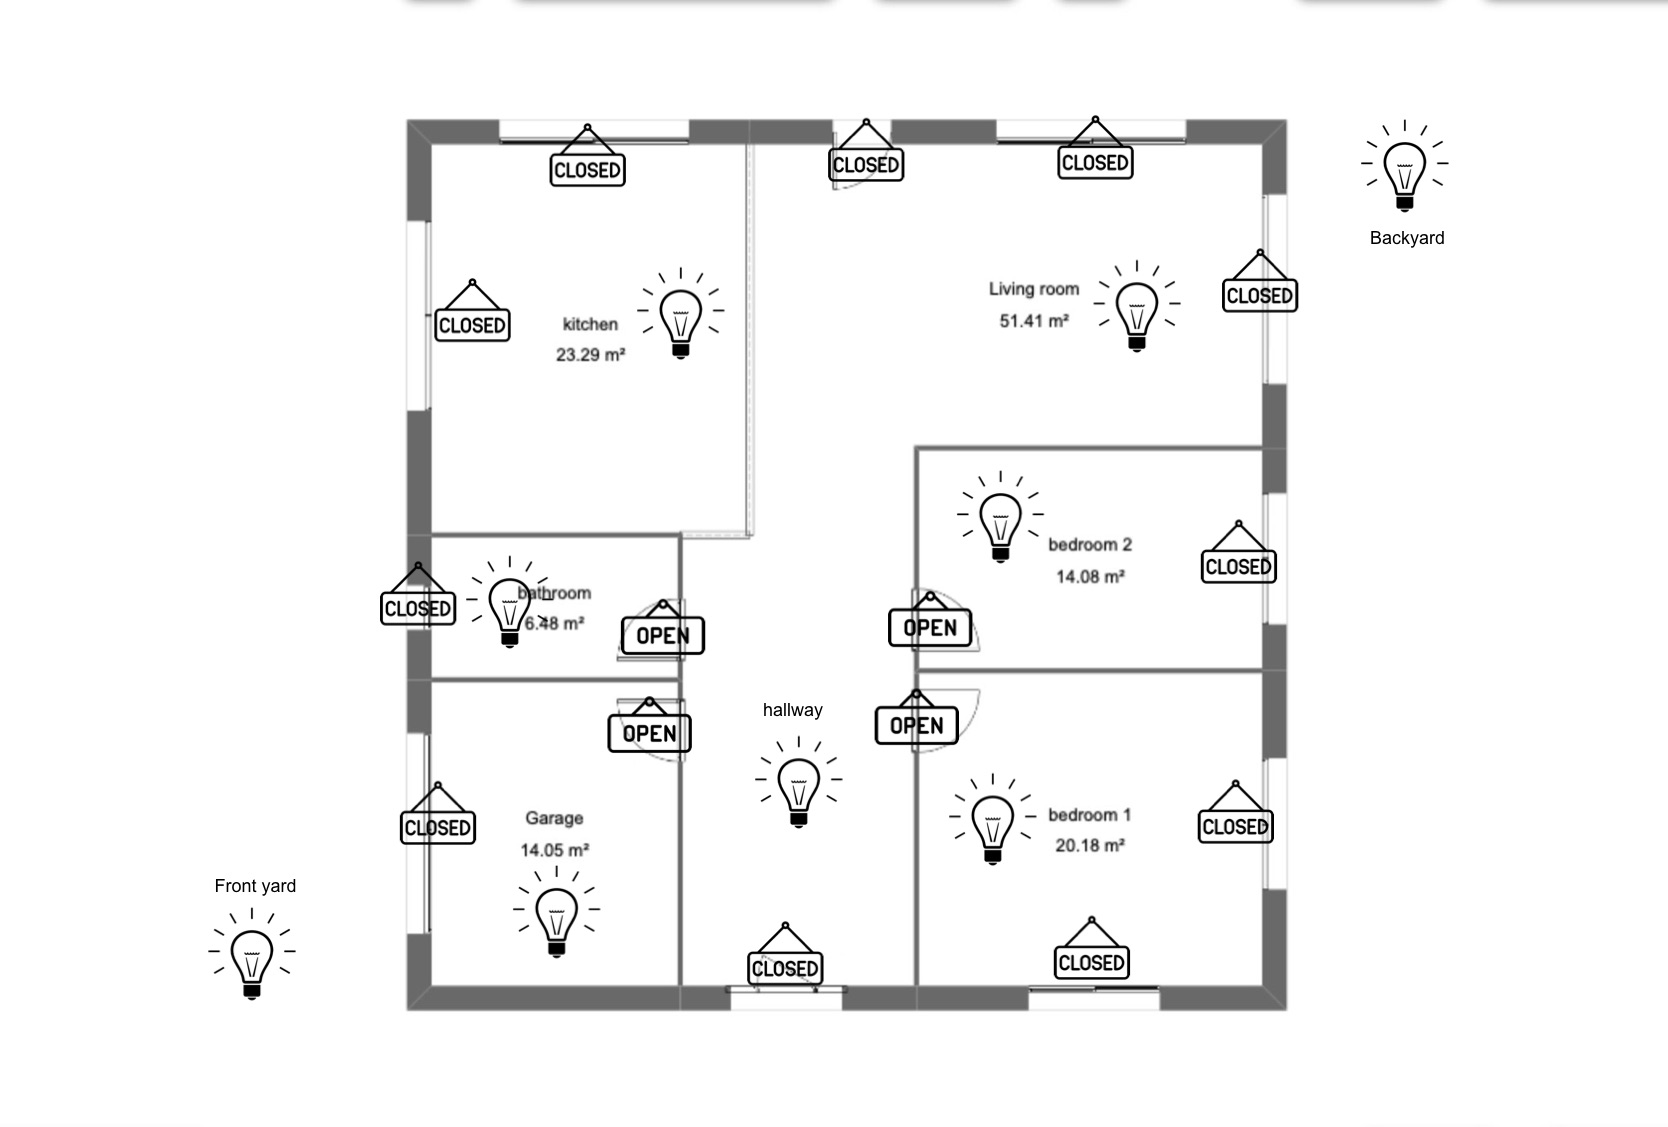 CLOSED
CLOSED
CLOSED
Backyard
CLOSED
CLOSED
kitchen
23.29 m²
Living room
51.41 m²
bedroom 2
14.08 m²
CLOSED
CLOSED
bathroom
6.48 m²
OPEN
OPEN
hallway
OPEN
OPEN
Garage
14.05 m²
CLOSED
bedroom 1
20.18 m²
CLOSED
Front yard
CLOSED
CLOSED